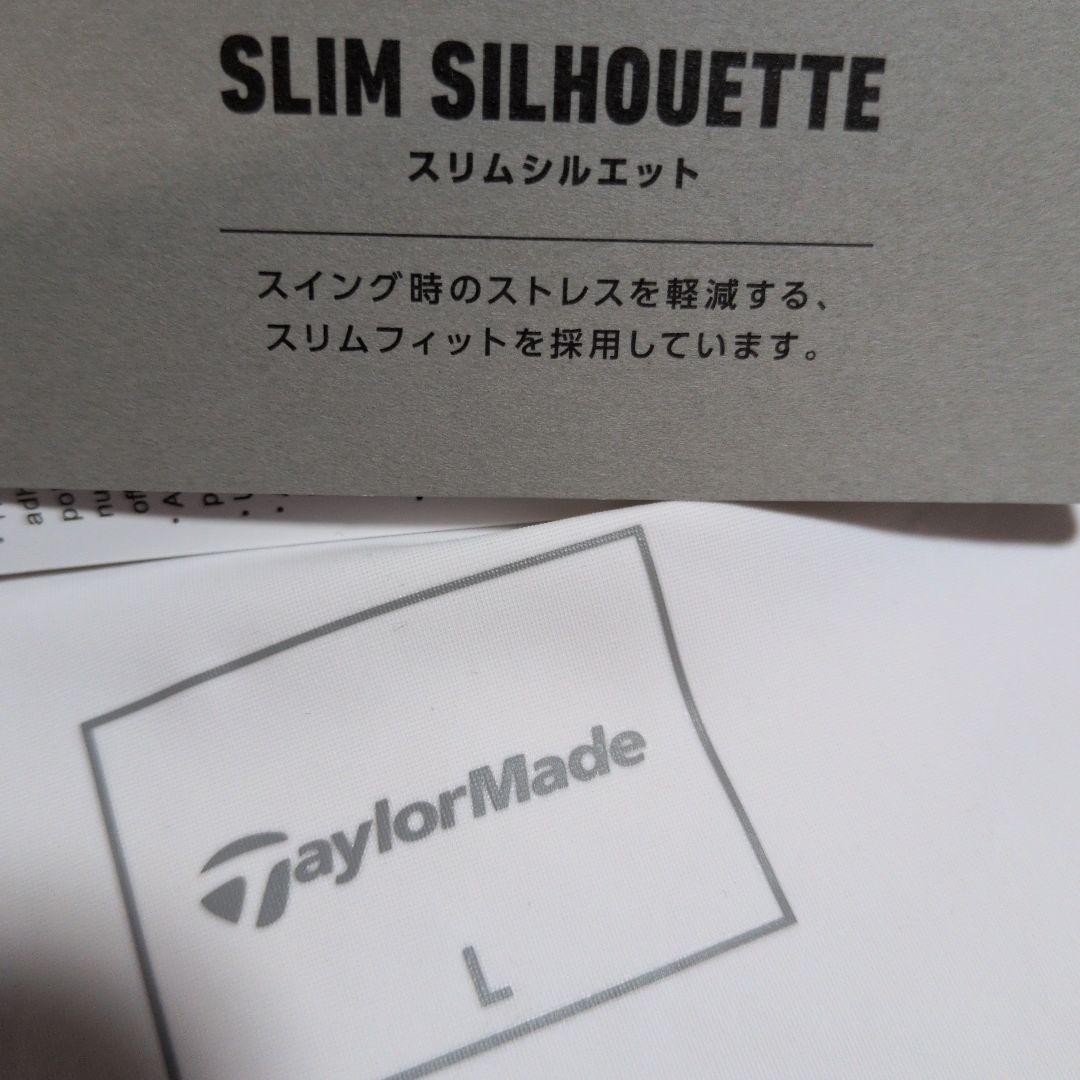 SLIM SILHOUETTE
スリムシルエット
スイング時のストレスを軽減する、
スリムフィットを採用しています。
TaylorMade
L